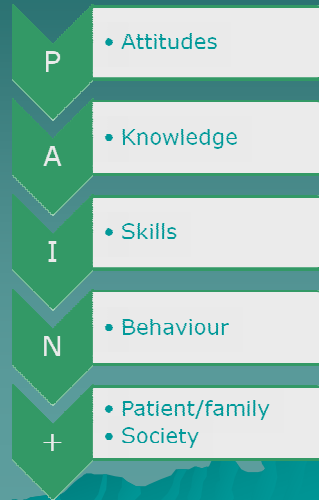 P
• Attitudes
A
• Knowledge
I
• Skills
N
• Behaviour
+
• Patient/family
• Society